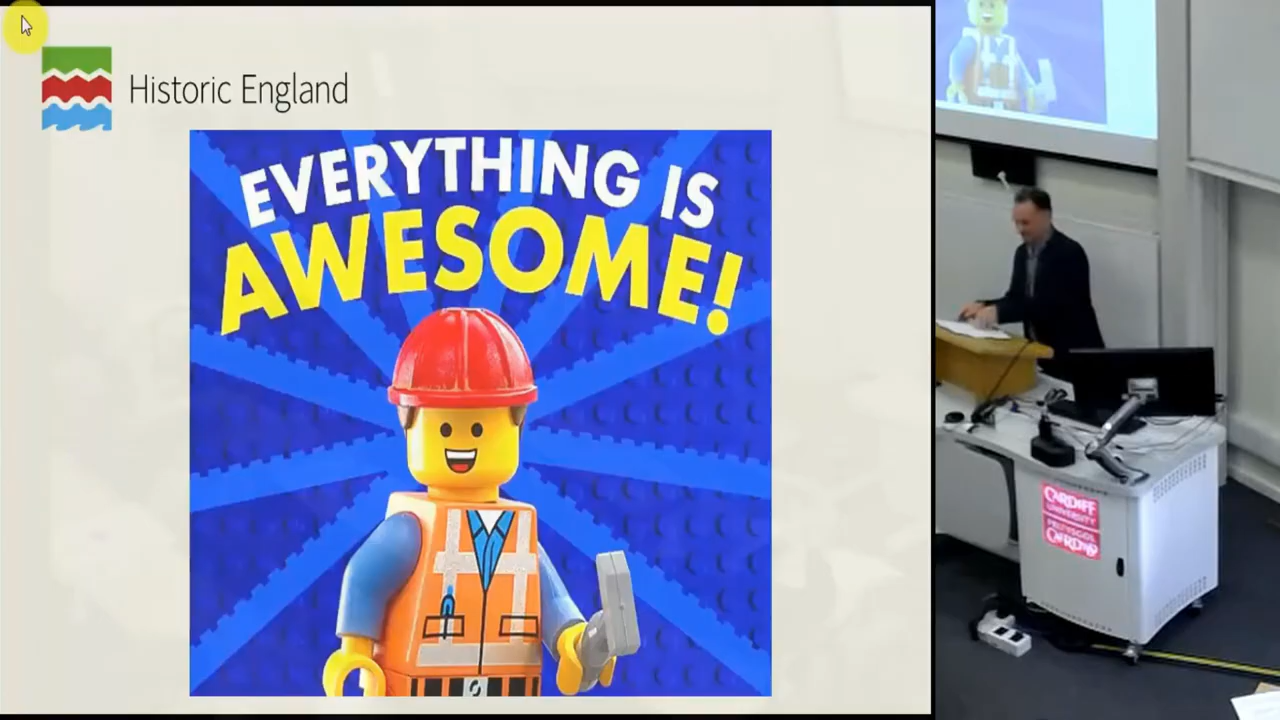 Historic England
EVERYTHING IS
AWESOME!
CARDIFF
UNIVERSITY
PRIFYSGOL
CAERDYDD